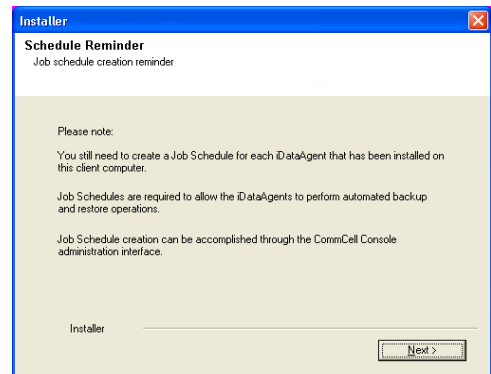 Installer
Schedule Reminder
Job schedule creation reminder
Please note:
You still need to create a Job Schedule for each iDataAgent that has been installed on
this client computer.
Job Schedules are required to allow the iDataAgents to perform automated backup
and restore operations.
Job Schedule creation can be accomplished through the CommCell Console
administration interface.
Installer
Next >